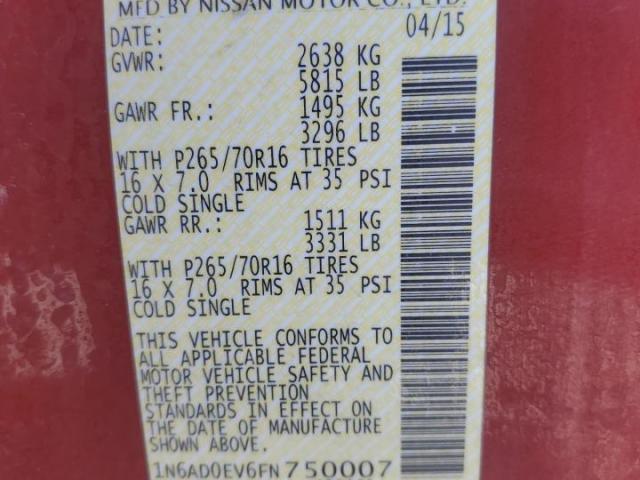 MFD BY NISSAN MOTOR CO., LTD.
DATE: 04/15
GVWR: 2638 KG
5815 LB
GAWR FR.: 1495 KG
3296 LB
WITH P265/70R16 TIRES
16 X 7.0 RIMS AT 35 PSI
COLD SINGLE
GAWR RR.: 1511 KG
3331 LB
WITH P265/70R16 TIRES
16 X 7.0 RIMS AT 35 PSI
COLD SINGLE
THIS VEHICLE CONFORMS TO
ALL APPLICABLE FEDERAL
MOTOR VEHICLE SAFETY AND
THEFT PREVENTION
STANDARDS IN EFFECT ON
THE DATE OF MANUFACTURE
SHOWN ABOVE.
1N6AD0EV6FN750007